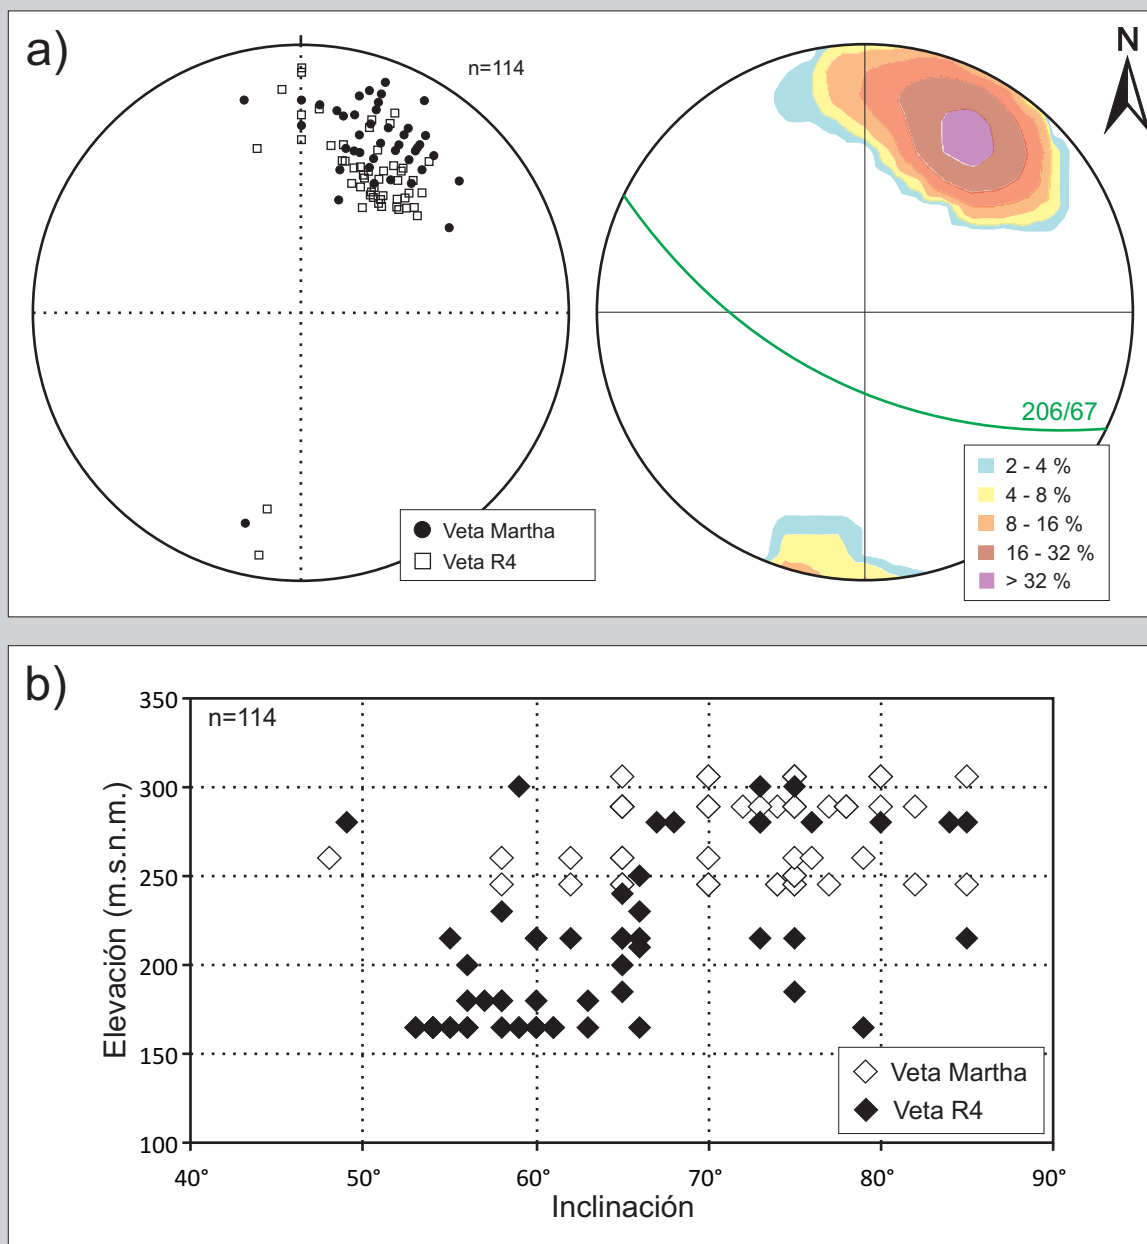 a)
n=114
N
206/67
Veta Martha
Veta R4
2 - 4 %
4 - 8 %
8 - 16 %
16 - 32 %
> 32 %
b)
n=114
350
300
250
200
150
100
Elevación (m.s.n.m.)
Veta Martha
Veta R4
40° 50° 60° 70° 80° 90°
Inclinación